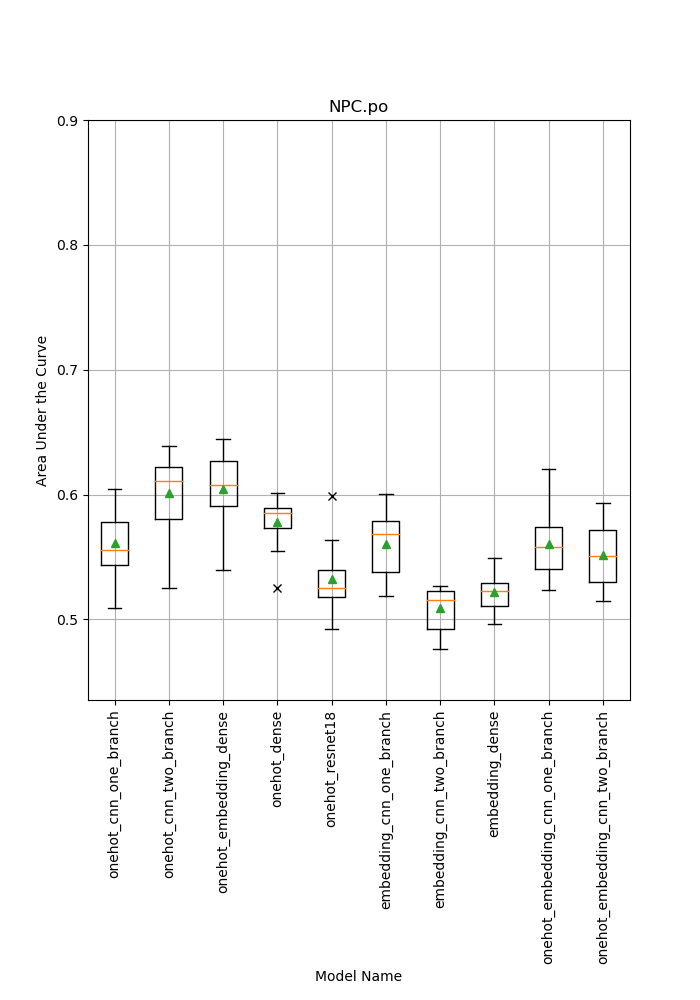 NPC.po
Area Under the Curve
0.9
0.8
0.7
0.6
0.5
onehot_cnn_one_branch
onehot_cnn_two_branch
onehot_embedding_dense
onehot_dense
onehot_resnet18
embedding_cnn_one_branch
embedding_cnn_two_branch
embedding_dense
onehot_embedding_cnn_one_branch
onehot_embedding_cnn_two_branch
Model Name